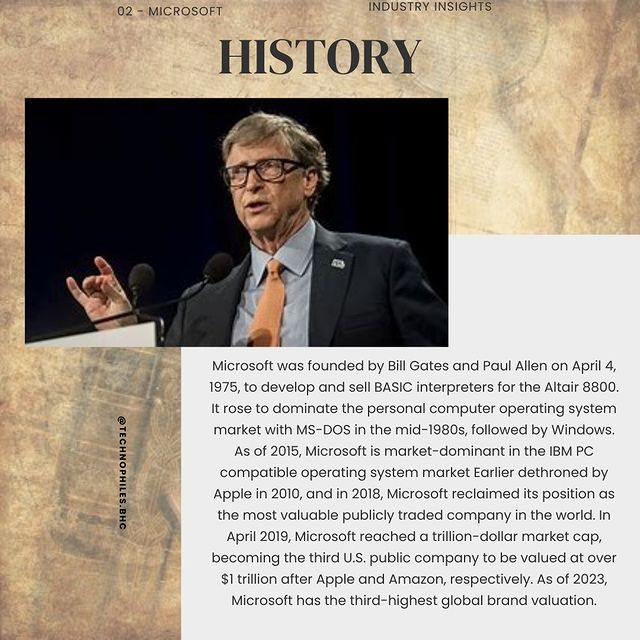 02 - MICROSOFT
INDUSTRY INSIGHTS
HISTORY
Microsoft was founded by Bill Gates and Paul Allen on April 4,
1975, to develop and sell BASIC interpreters for the Altair 8800.
It rose to dominate the personal computer operating system
market with MS-DOS in the mid-1980s, followed by Windows.
As of 2015, Microsoft is market-dominant in the IBM PC
compatible operating system market Earlier dethroned by
Apple in 2010, and in 2018, Microsoft reclaimed its position as
the most valuable publicly traded company in the world. In
April 2019, Microsoft reached a trillion-dollar market cap,
becoming the third U.S. public company to be valued at over
$1 trillion after Apple and Amazon, respectively. As of 2023,
Microsoft has the third-highest global brand valuation.
@TECHNOPHILES.BHC